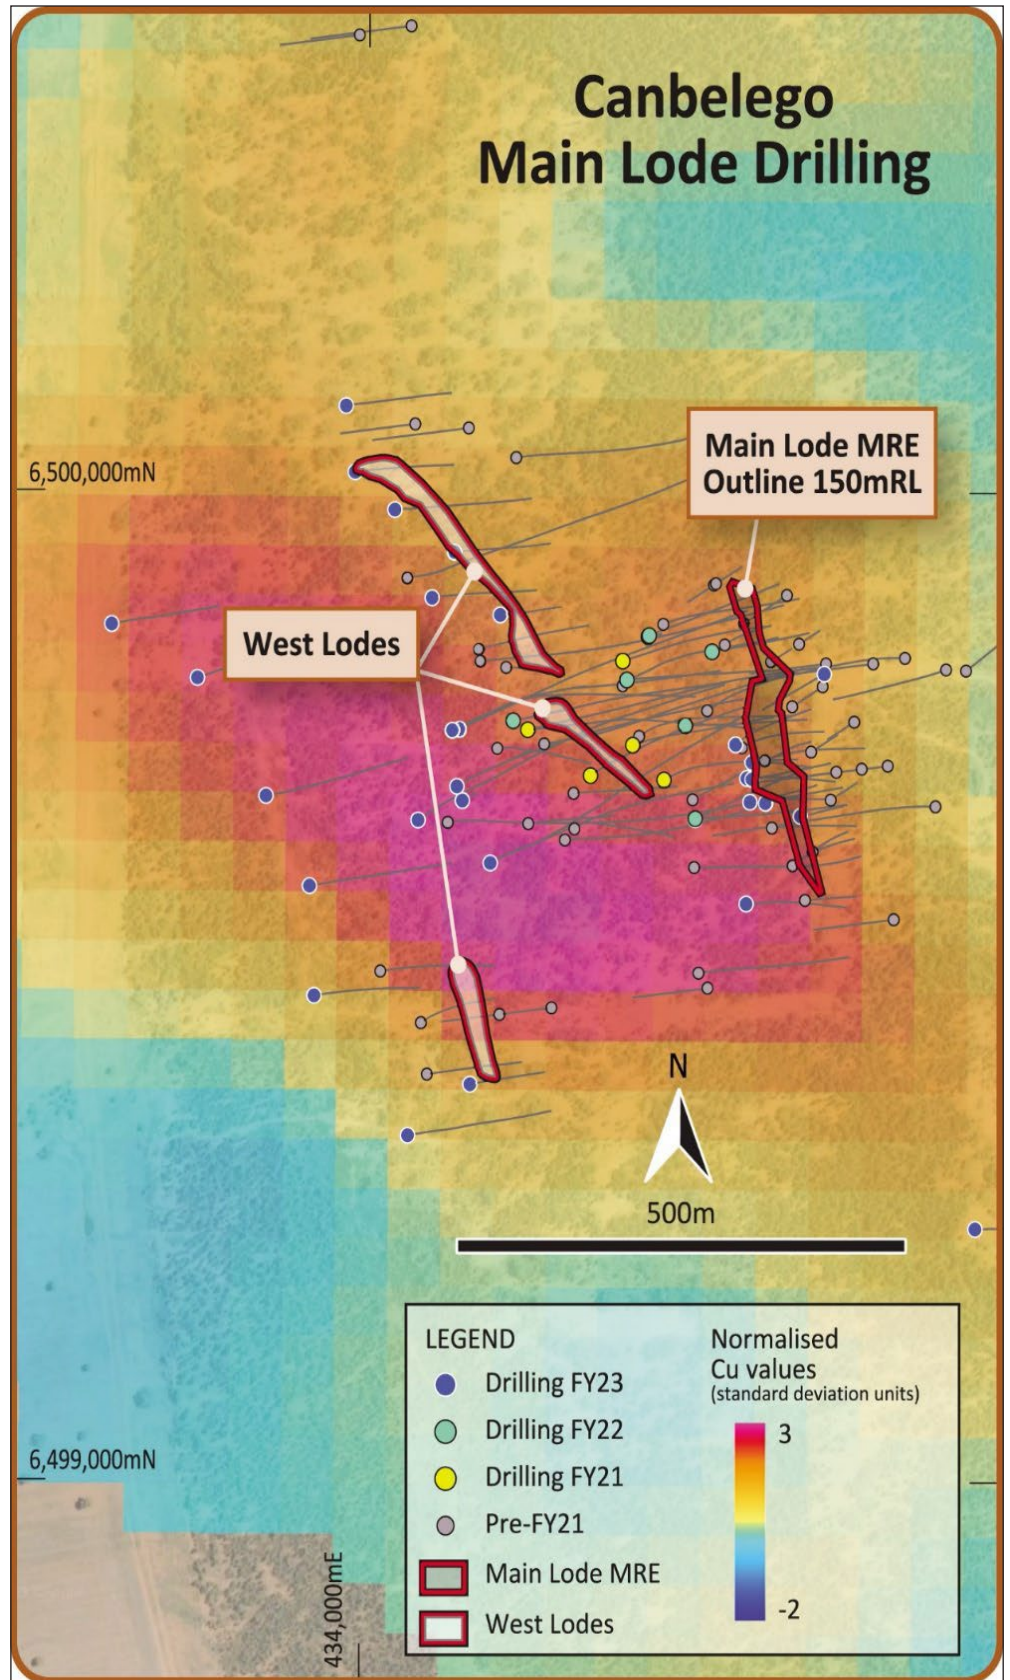 Canbelego
Main Lode Drilling
6,500,000mN
Main Lode MRE
Outline 150mRL
West Lodes
N
500m
LEGEND
Drilling FY23
Drilling FY22
Drilling FY21
Pre-FY21
Main Lode MRE
West Lodes
Normalised
Cu values
(standard deviation units)
3
-2
6,499,000mN
434,000mE